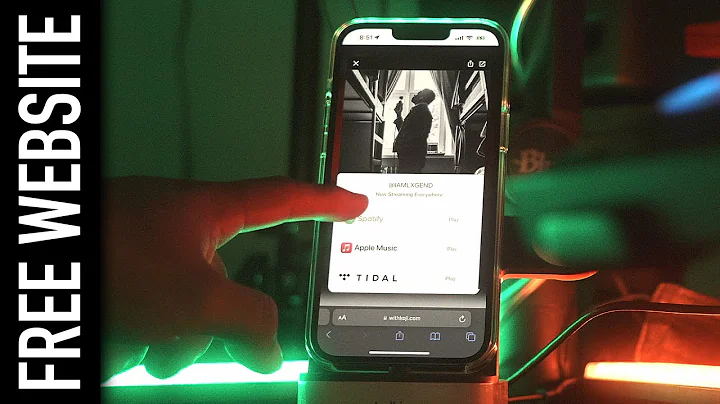 FREE WEBSITE
8:51
@IAMLXGEND
Now Streaming Everywhere
Spotify
Play
Apple Music
Play
TIDAL
Play
AA
withkoji.com